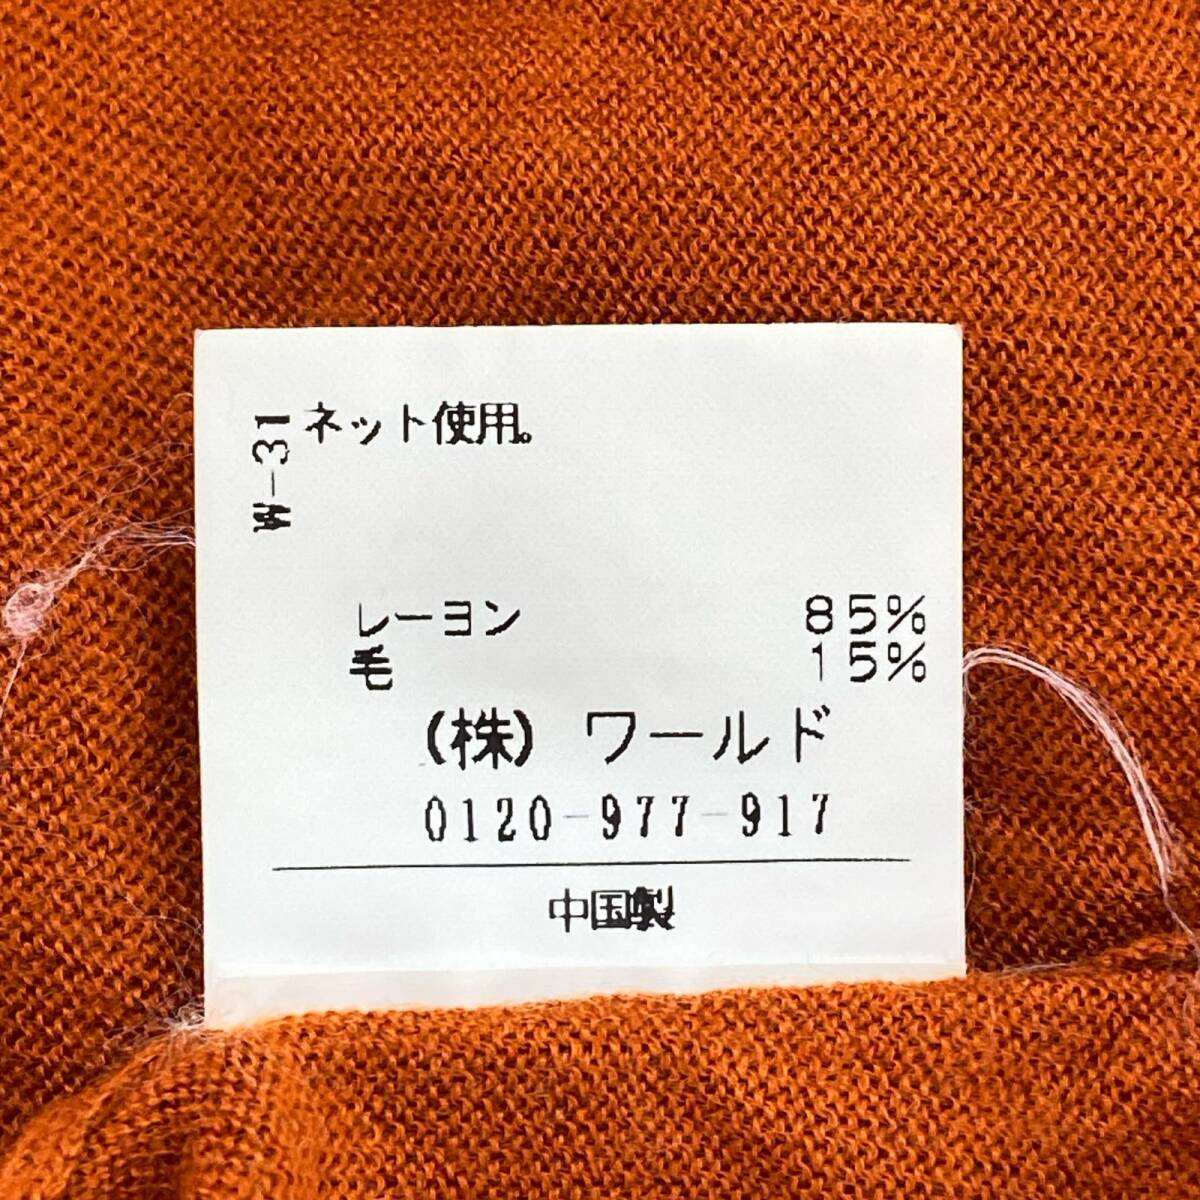 W-31
ネット使用。
レーヨン 85%
毛 15%
(株) ワールド
0120-977-917
中国製